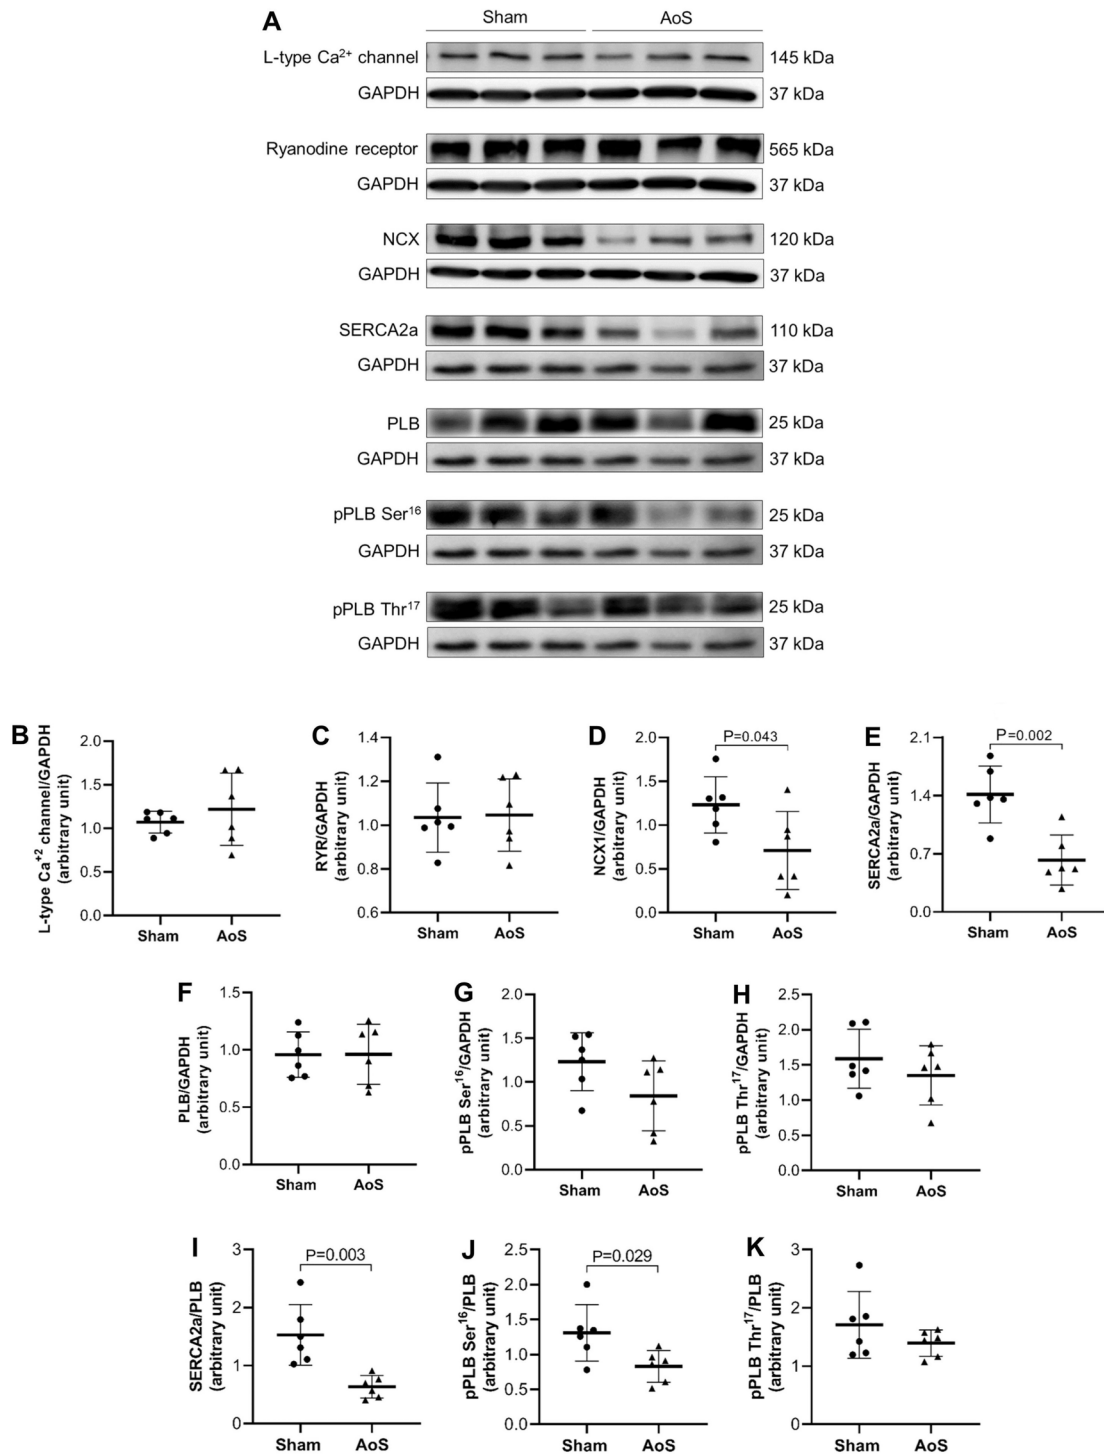 A
Sham AoS
L-type Ca²⁺ channel 145 kDa
GAPDH 37 kDa
Ryanodine receptor 565 kDa
GAPDH 37 kDa
NCX 120 kDa
GAPDH 37 kDa
SERCA2a 110 kDa
GAPDH 37 kDa
PLB 25 kDa
GAPDH 37 kDa
pPLB Ser¹⁶ 25 kDa
GAPDH 37 kDa
pPLB Thr¹⁷ 25 kDa
GAPDH 37 kDa
B
L-type Ca⁺² channel/GAPDH
(arbitrary unit)
2.0
1.5
1.0
0.5
0.0
Sham AoS
C
RYR/GAPDH
(arbitrary unit)
1.4
1.2
1.0
0.8
0.6
Sham AoS
D
NCX1/GAPDH
(arbitrary unit)
2.0
1.5
1.0
0.5
0.0
P=0.043
Sham AoS
E
SERCA2a/GAPDH
(arbitrary unit)
2.1
1.4
0.7
0.0
P=0.002
Sham AoS
F
PLB/GAPDH
(arbitrary unit)
1.5
1.0
0.5
0.0
Sham AoS
G
pPLB Ser¹⁶/GAPDH
(arbitrary unit)
2.0
1.5
1.0
0.5
0.0
Sham AoS
H
pPLB Thr¹⁷/GAPDH
(arbitrary unit)
2.5
2.0
1.5
1.0
0.5
0.0
Sham AoS
I
SERCA2a/PLB
(arbitrary unit)
3
2
1
0
P=0.003
Sham AoS
J
pPLB Ser¹⁶/PLB
(arbitrary unit)
2.5
2.0
1.5
1.0
0.5
0.0
P=0.029
Sham AoS
K
pPLB Thr¹⁷/PLB
(arbitrary unit)
3
2
1
0
Sham AoS